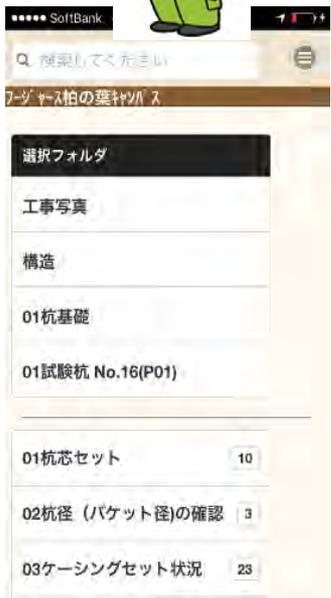 SoftBank
検索してください
フージャース柏の葉キャンパス
選択フォルダ
工事写真
構造
01杭基礎
01試験杭 No.16(P01)
01杭芯セット 10
02杭径（バケット径)の確認 3
03ケーシングセット状況 23